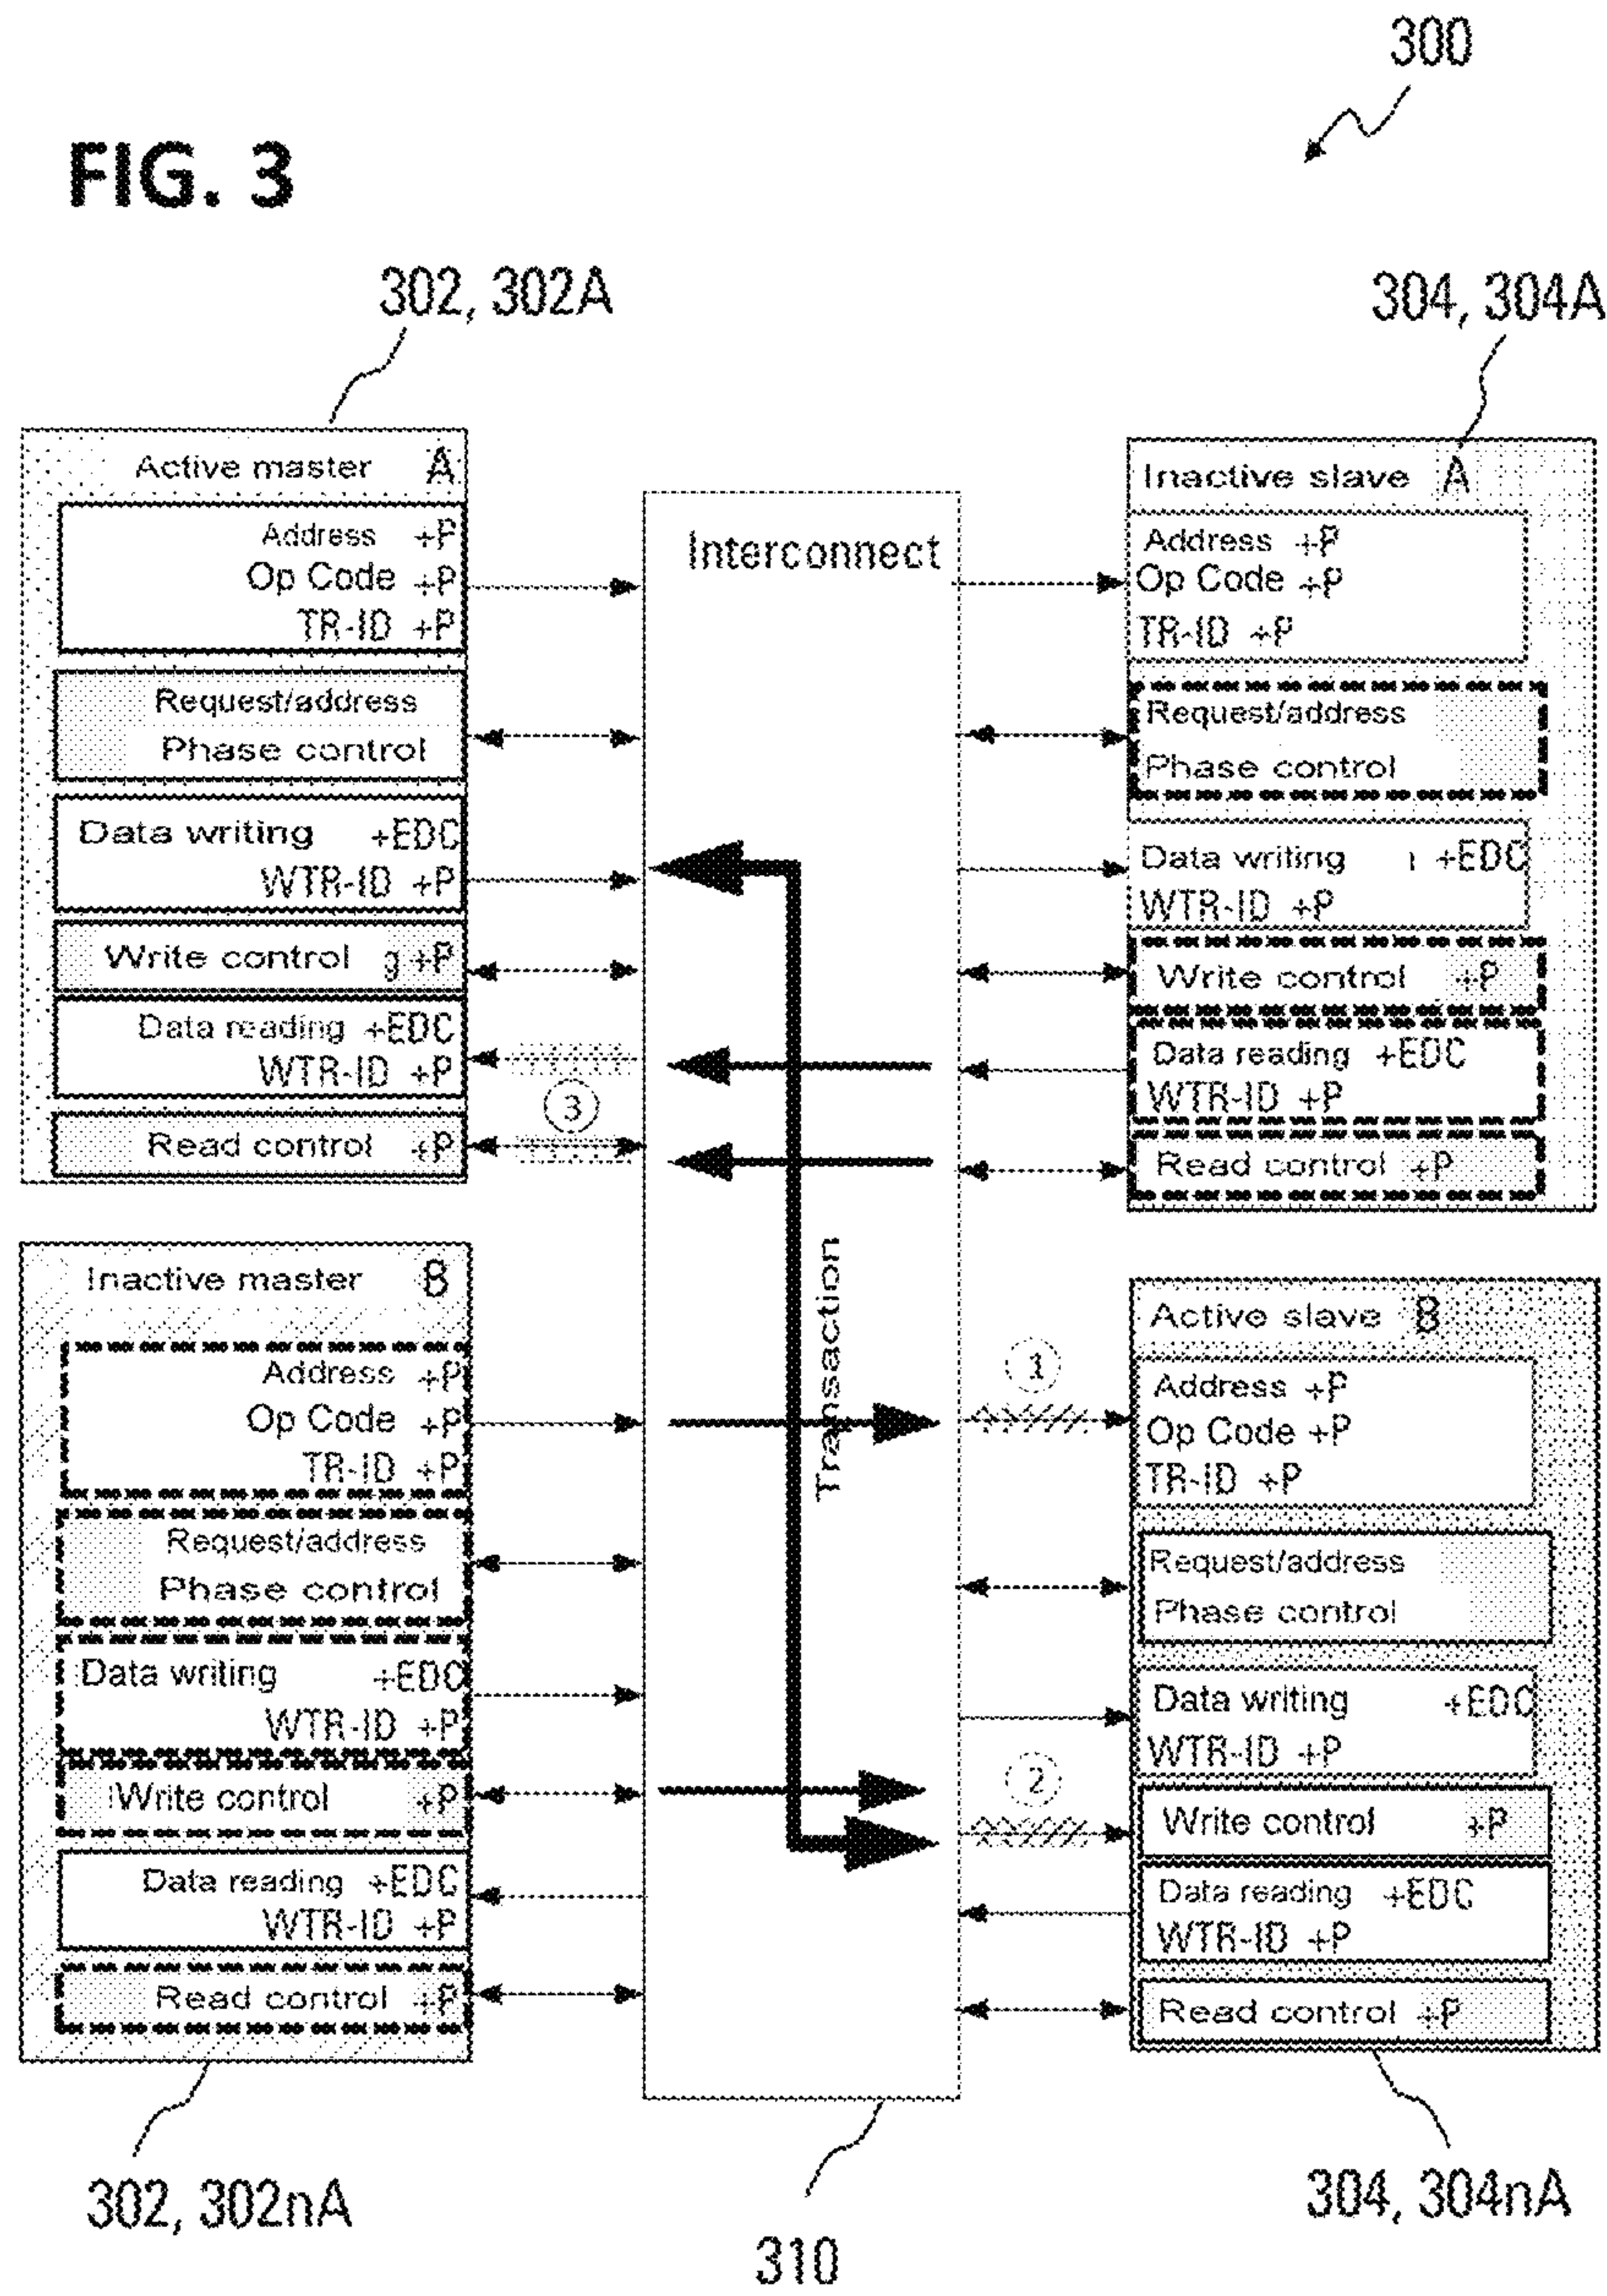 300
FIG. 3
302, 302A
304, 304A
Active master A
Address +P
Op Code +P
TR-ID +P
Request/address
Phase control
Data writing +EDC
WTR-ID +P
Write control g +P
Data reading +EDC
WTR-ID +P
Read control +P
Interconnect
Transaction
3
1
2
Inactive slave A
Address +P
Op Code +P
TR-ID +P
Request/address
Phase control
Data writing +EDC
WTR-ID +P
Write control +P
Data reading +EDC
WTR-ID +P
Read control +P
Inactive master B
Address +P
Op Code +P
TR-ID +P
Request/address
Phase control
Data writing +EDC
WTR-ID +P
Write control +P
Data reading +EDC
WTR-ID +P
Read control +P
Active slave B
Address +P
Op Code +P
TR-ID +P
Request/address
Phase control
Data writing +EDC
WTR-ID +P
Write control +P
Data reading +EDC
WTR-ID +P
Read control +P
302, 302nA
310
304, 304nA